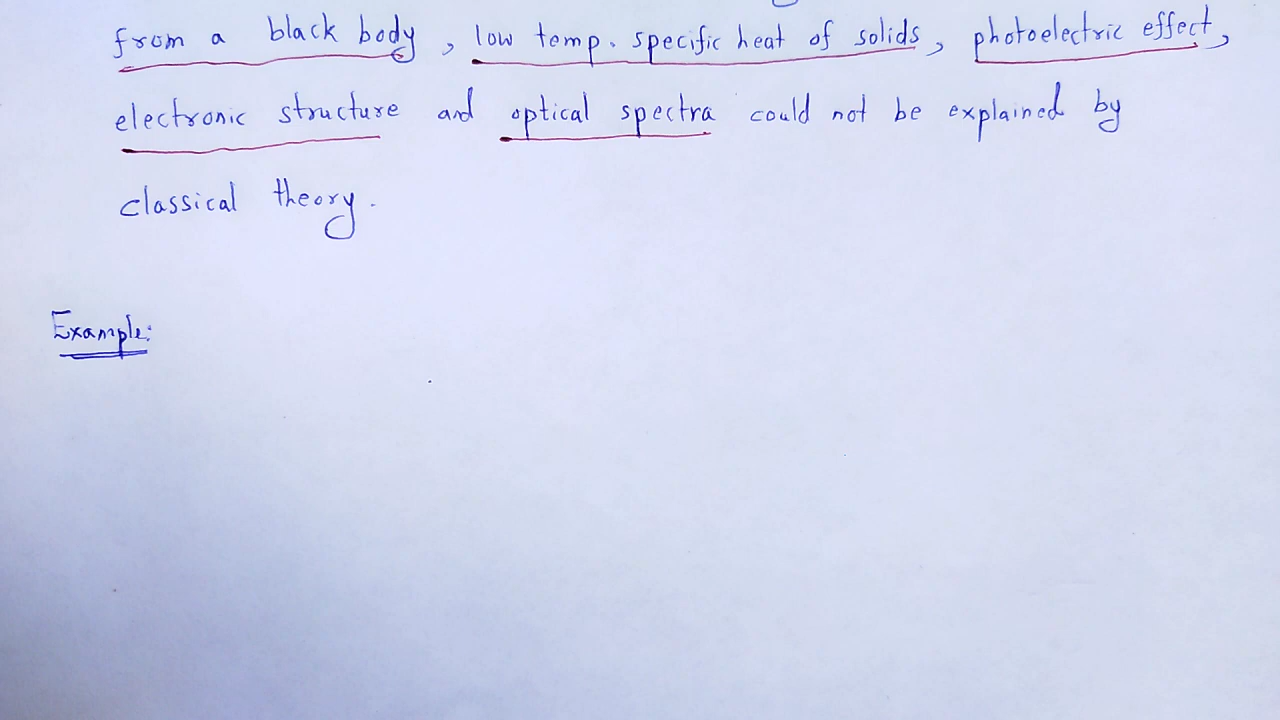 from a black body, low temp. specific heat of solids, photoelectric effect,
electronic structure and optical spectra could not be explained by
classical theory.
Example: